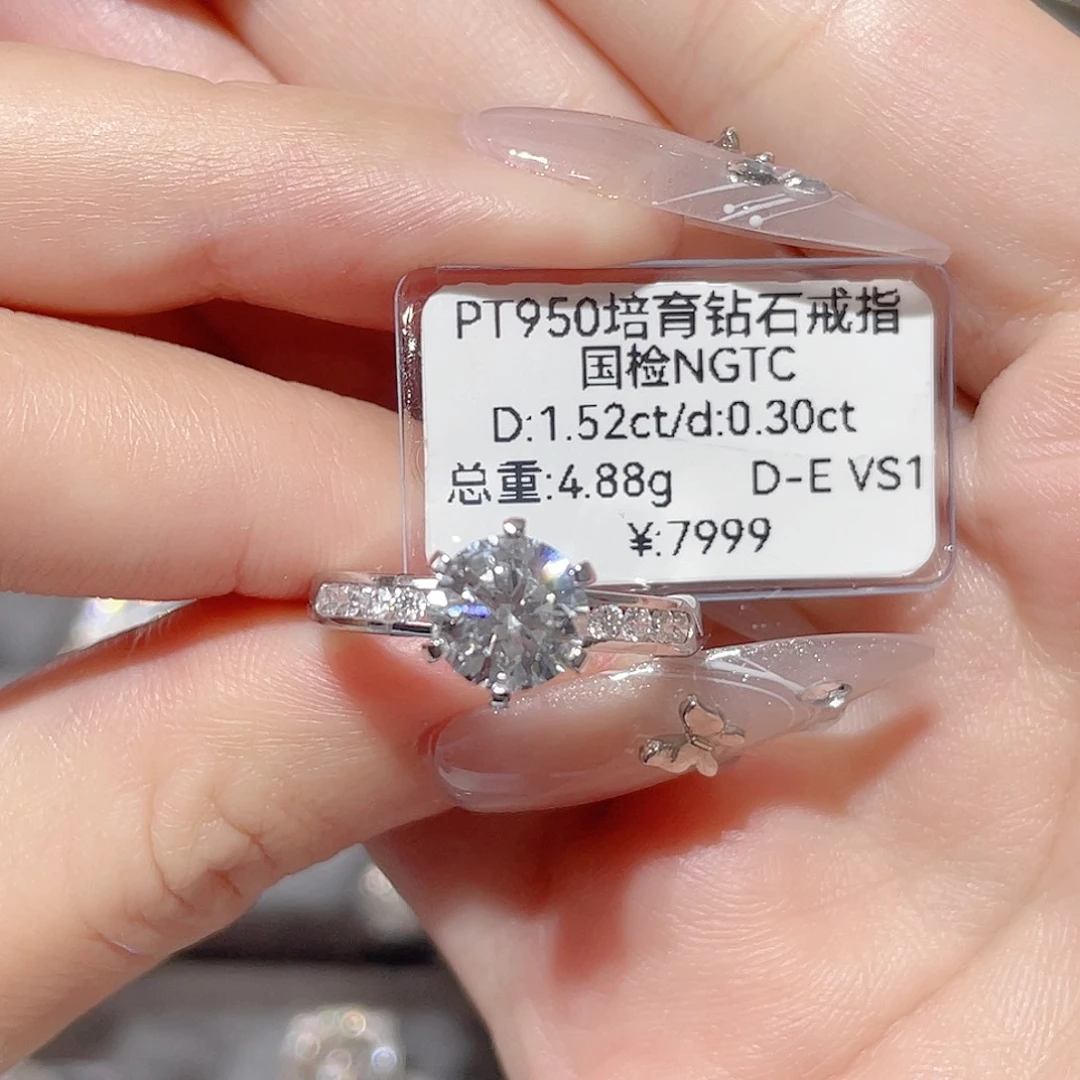 PT950培育钻石戒指
国检NGTC
D:1.52ct/d:0.30ct
总重:4.88g D-E VS1
¥:7999